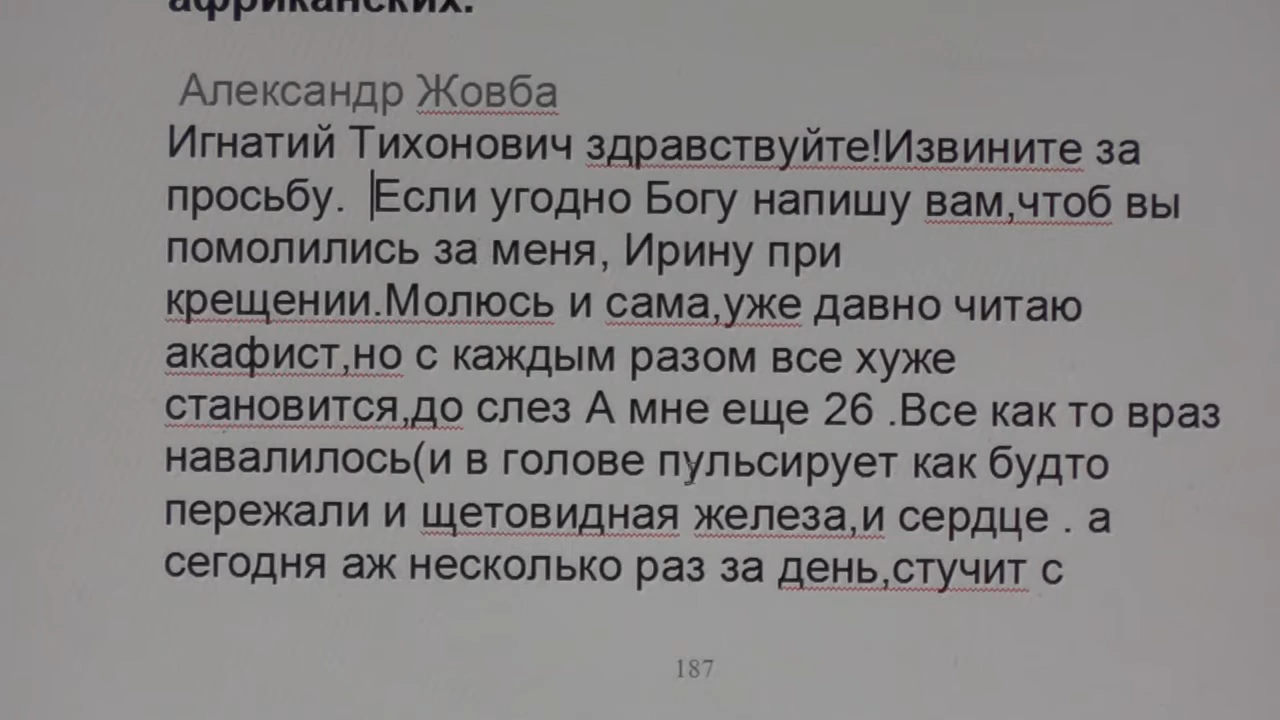 африканских.
Александр Жовба
Игнатий Тихонович здравствуйте!Извините за
просьбу. Если угодно Богу напишу вам,чтоб вы
помолились за меня, Ирину при
крещении.Молюсь и сама,уже давно читаю
акафист,но с каждым разом все хуже
становится,до слез А мне еще 26 .Все как то враз
навалилось(и в голове пульсирует как будто
пережали и щетовидная железа,и сердце . а
сегодня аж несколько раз за день,стучит с
187